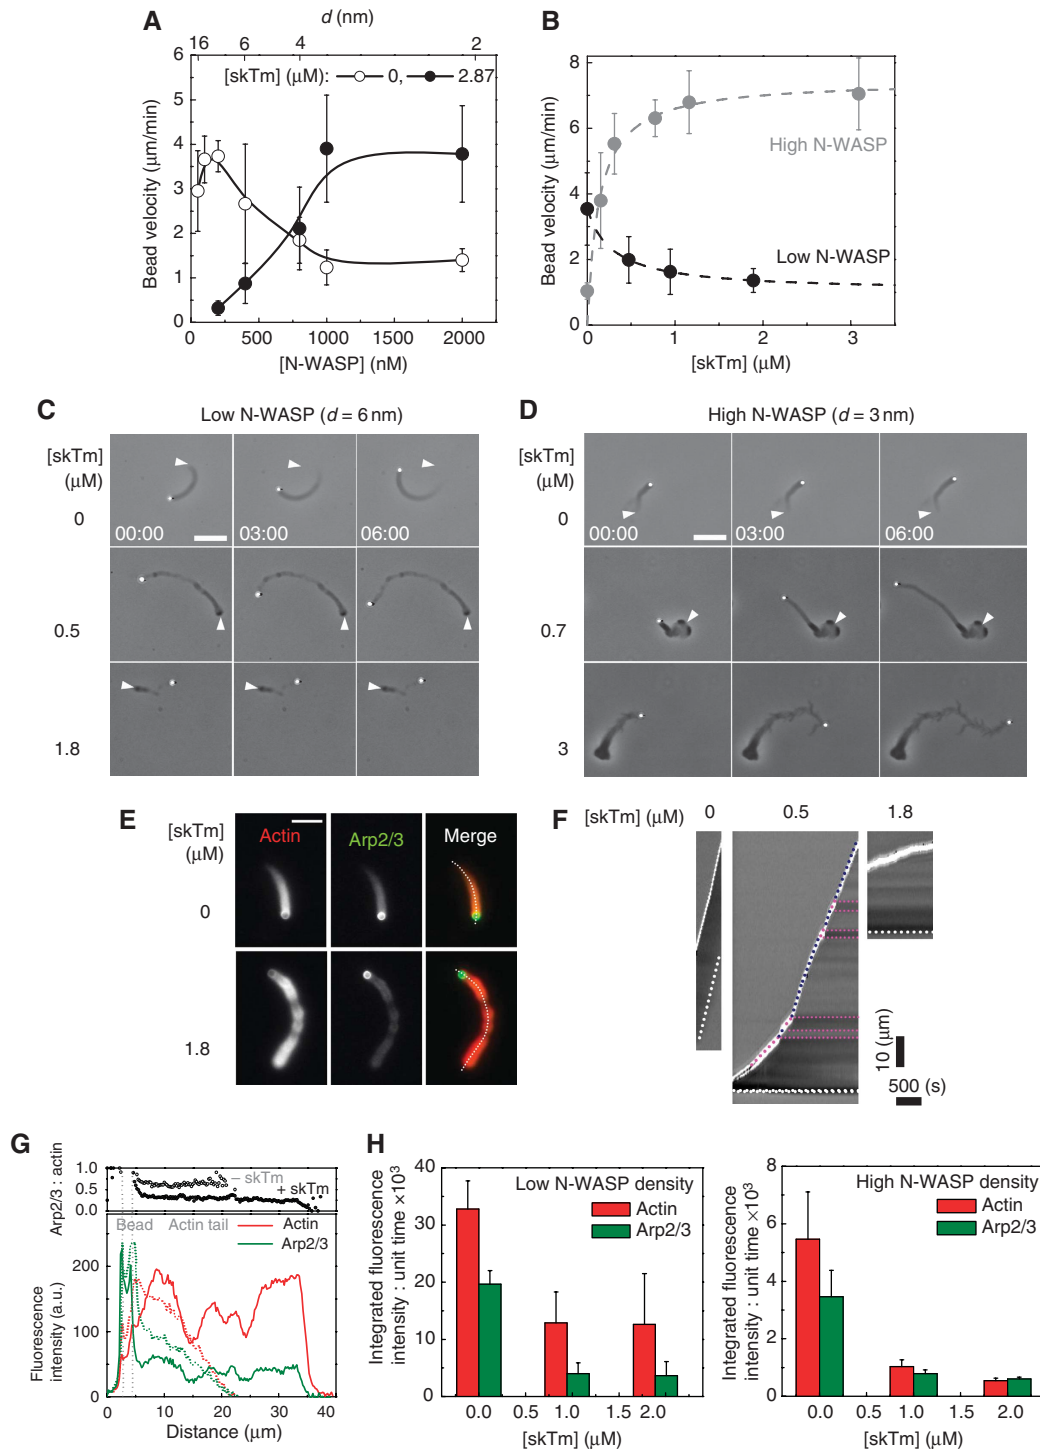 A
d (nm)
16 6 4 2
[skTm] (μM): 0, 2.87
Bead velocity (μm/min)
6
5
4
3
2
1
0
0 500 1000 1500 2000
[N-WASP] (nM)
B
Bead velocity (μm/min)
8
6
4
2
0
High N-WASP
Low N-WASP
0 1 2 3
[skTm] (μM)
C
Low N-WASP (d = 6 nm)
[skTm]
(μM)
0
00:00 03:00 06:00
0.5
1.8
D
High N-WASP (d = 3 nm)
[skTm]
(μM)
0
00:00 03:00 06:00
0.7
3
E
[skTm]
(μM)
Actin Arp2/3 Merge
0
1.8
F
[skTm] (μM) 0 0.5 1.8
10 (μm)
500 (s)
G
Arp2/3 : actin
1.0
0.5
0.0
– skTm
+ skTm
Bead Actin tail
Actin
Arp2/3
Fluorescence
intensity (a.u.)
200
100
0
0 10 20 30 40
Distance (μm)
H
Integrated fluorescence
intensity : unit time ×10³
40
30
20
10
0
Low N-WASP density
Actin
Arp2/3
0.0 0.5 1.0 1.5 2.0
[skTm] (μM)
Integrated fluorescence
intensity : unit time ×10³
8
6
4
2
0
High N-WASP density
Actin
Arp2/3
0.0 0.5 1.0 1.5 2.0
[skTm] (μM)